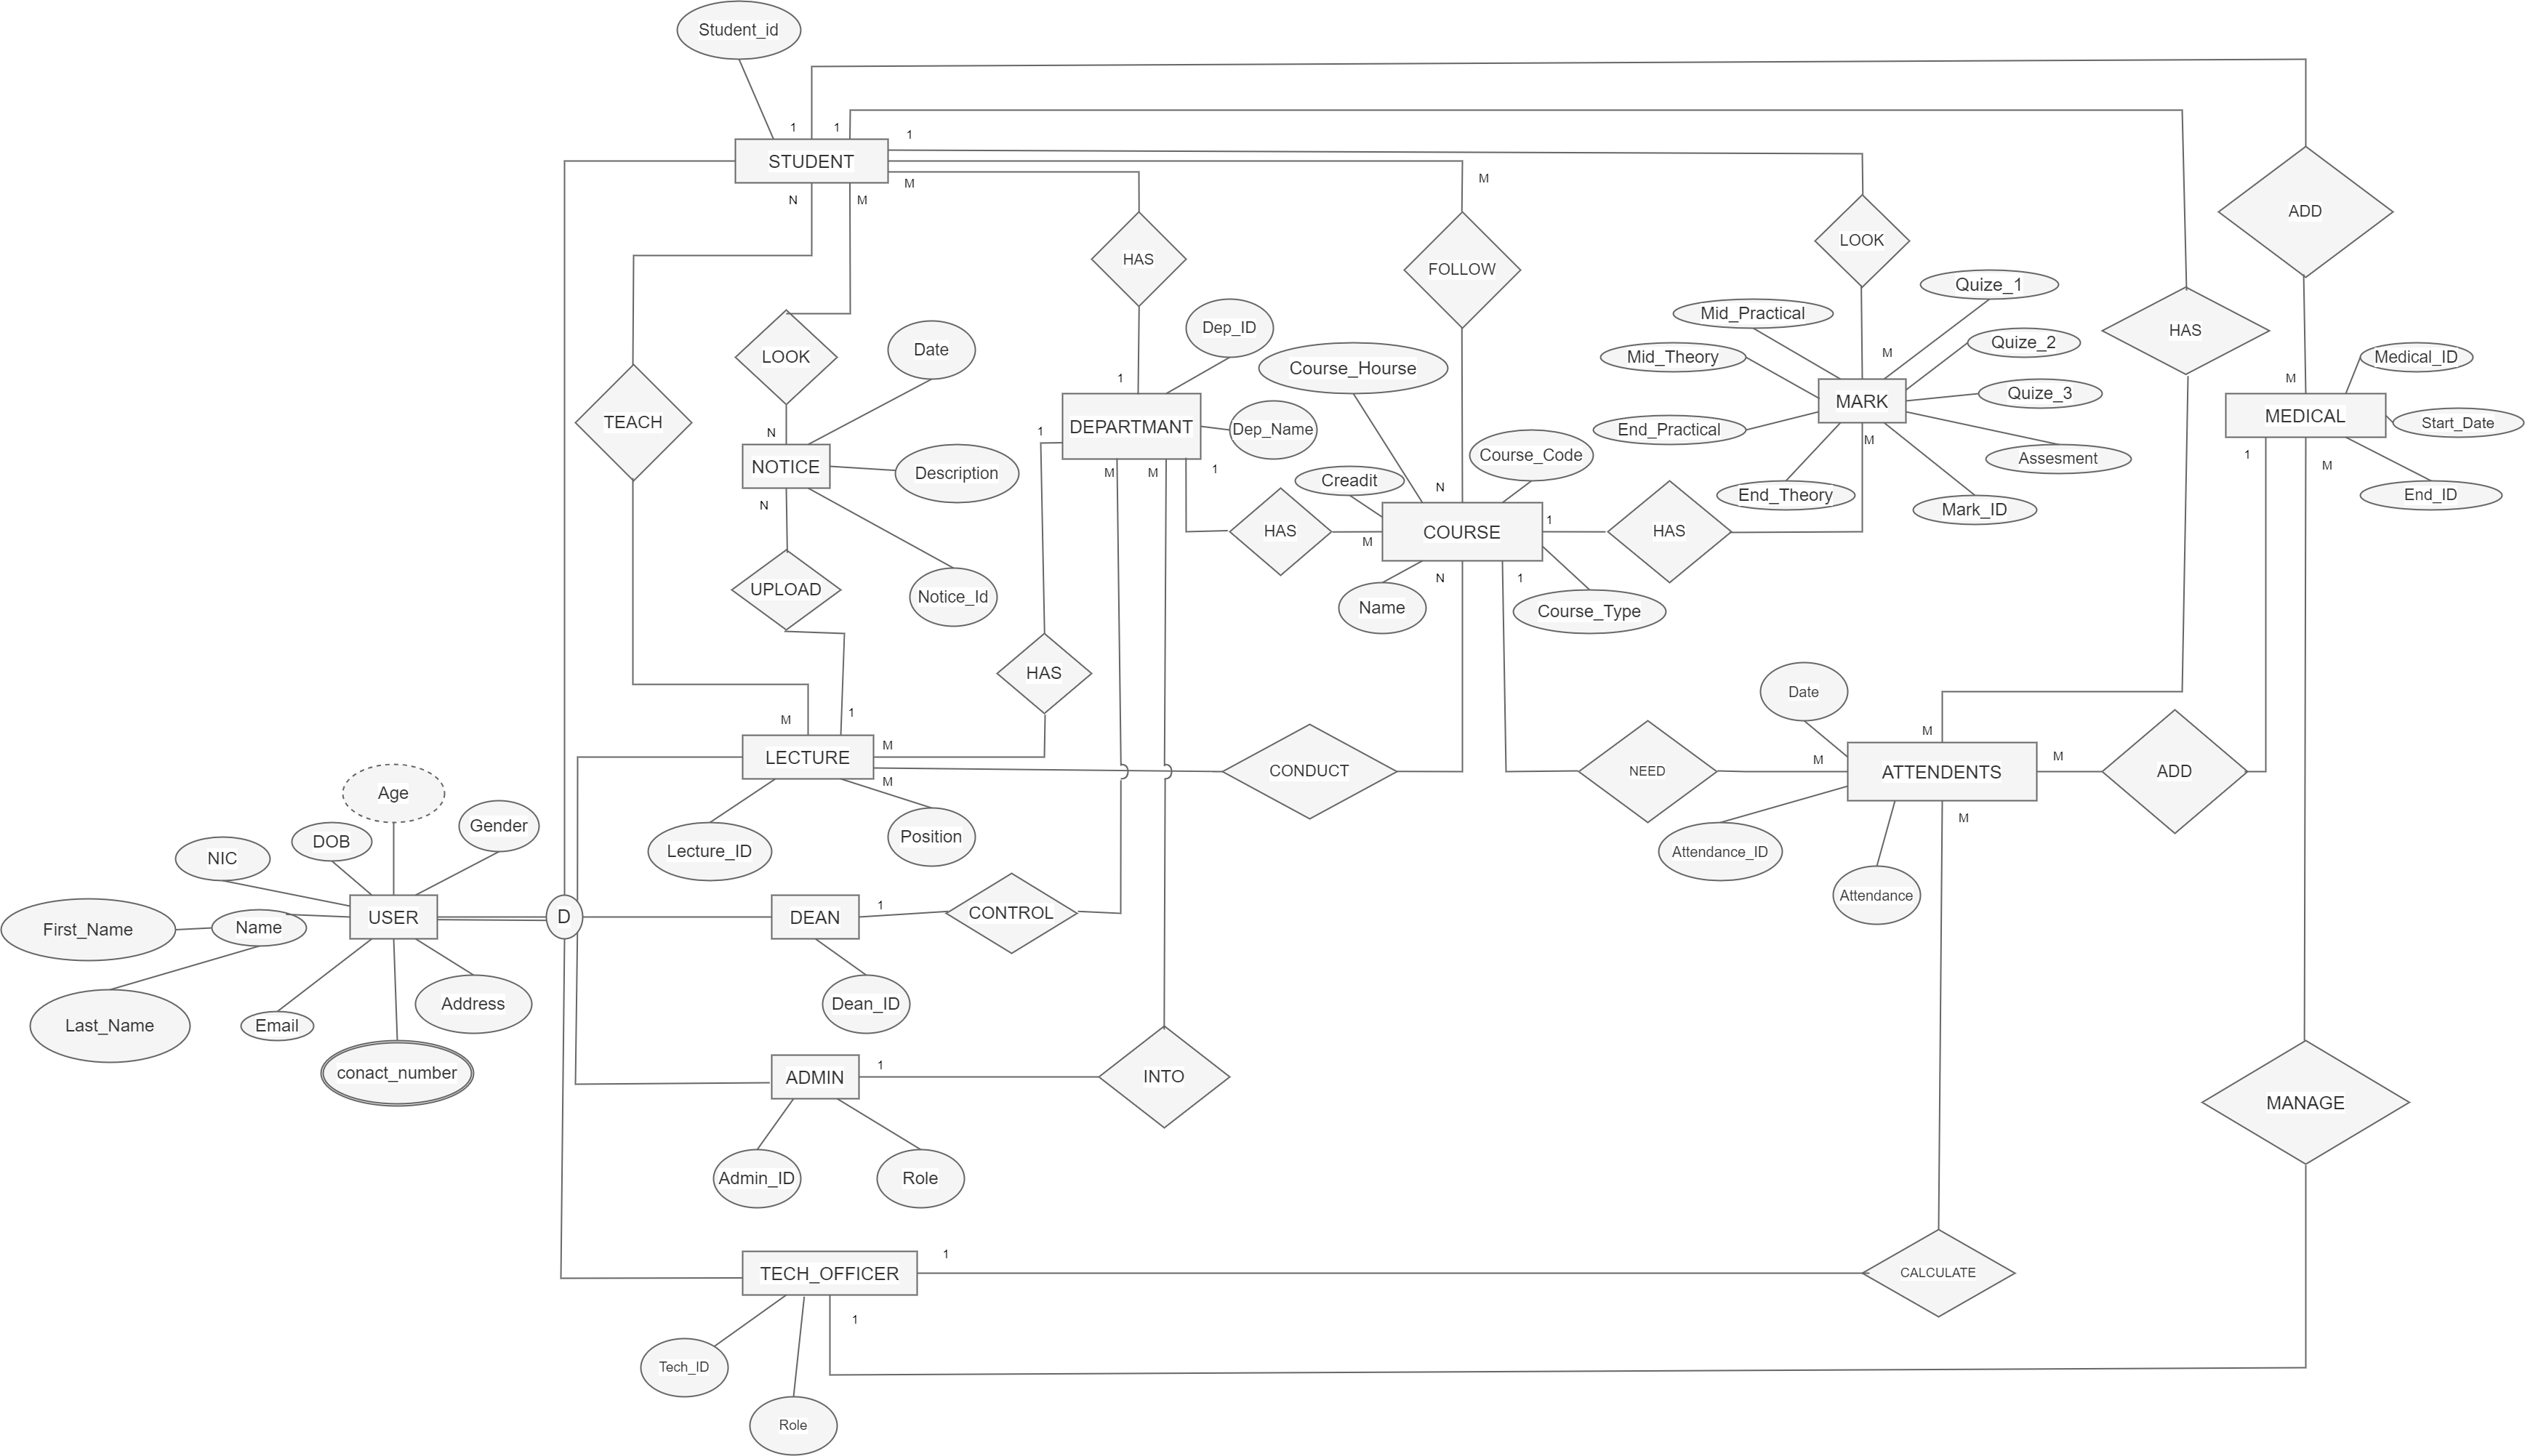 Student_id
1
1
1
STUDENT
M
M
N
M
ADD
LOOK
HAS
FOLLOW
Quize_1
Mid_Practical
HAS
Dep_ID
Quize_2
Date
LOOK
Mid_Theory
M
Medical_ID
Course_Hourse
1
M
Quize_3
MARK
MEDICAL
TEACH
DEPARTMANT
Dep_Name
End_Practical
Start_Date
N
1
M
Course_Code
1
Assesment
NOTICE
Description
M
M
1
M
Creadit
N
End_Theory
End_ID
N
Mark_ID
1
HAS
M
COURSE
HAS
UPLOAD
Notice_Id
N
1
Name
Course_Type
HAS
Date
M
1
M
M
LECTURE
M
M
CONDUCT
NEED
ATTENDENTS
ADD
M
Age
Gender
DOB
Position
M
NIC
Lecture_ID
Attendance_ID
Attendance
1
First_Name
Name
USER
D
DEAN
CONTROL
Last_Name
Email
Address
Dean_ID
conact_number
1
ADMIN
INTO
MANAGE
Admin_ID
Role
1
TECH_OFFICER
CALCULATE
1
Tech_ID
Role